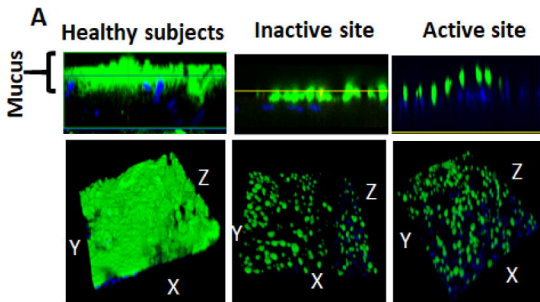 A
Healthy subjects Inactive site Active site
Mucus
Z Z
Y Y Y
X X X
Z